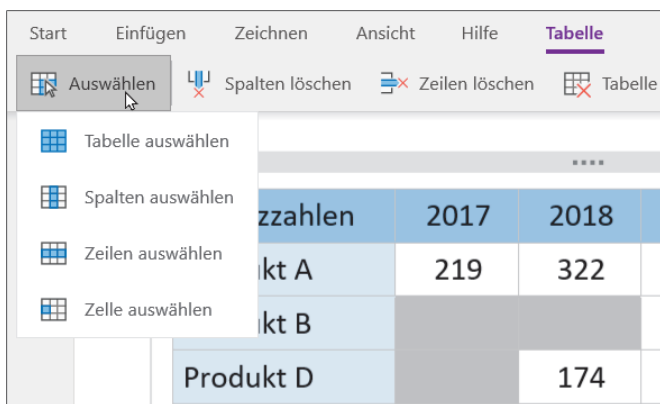 Start Einfügen Zeichnen Ansicht Hilfe Tabelle
Auswählen Spalten löschen Zeilen löschen Tabelle
Tabelle auswählen
Spalten auswählen
Zeilen auswählen
Zelle auswählen
zzahlen 2017 2018
kt A 219 322
kt B
Produkt D 174